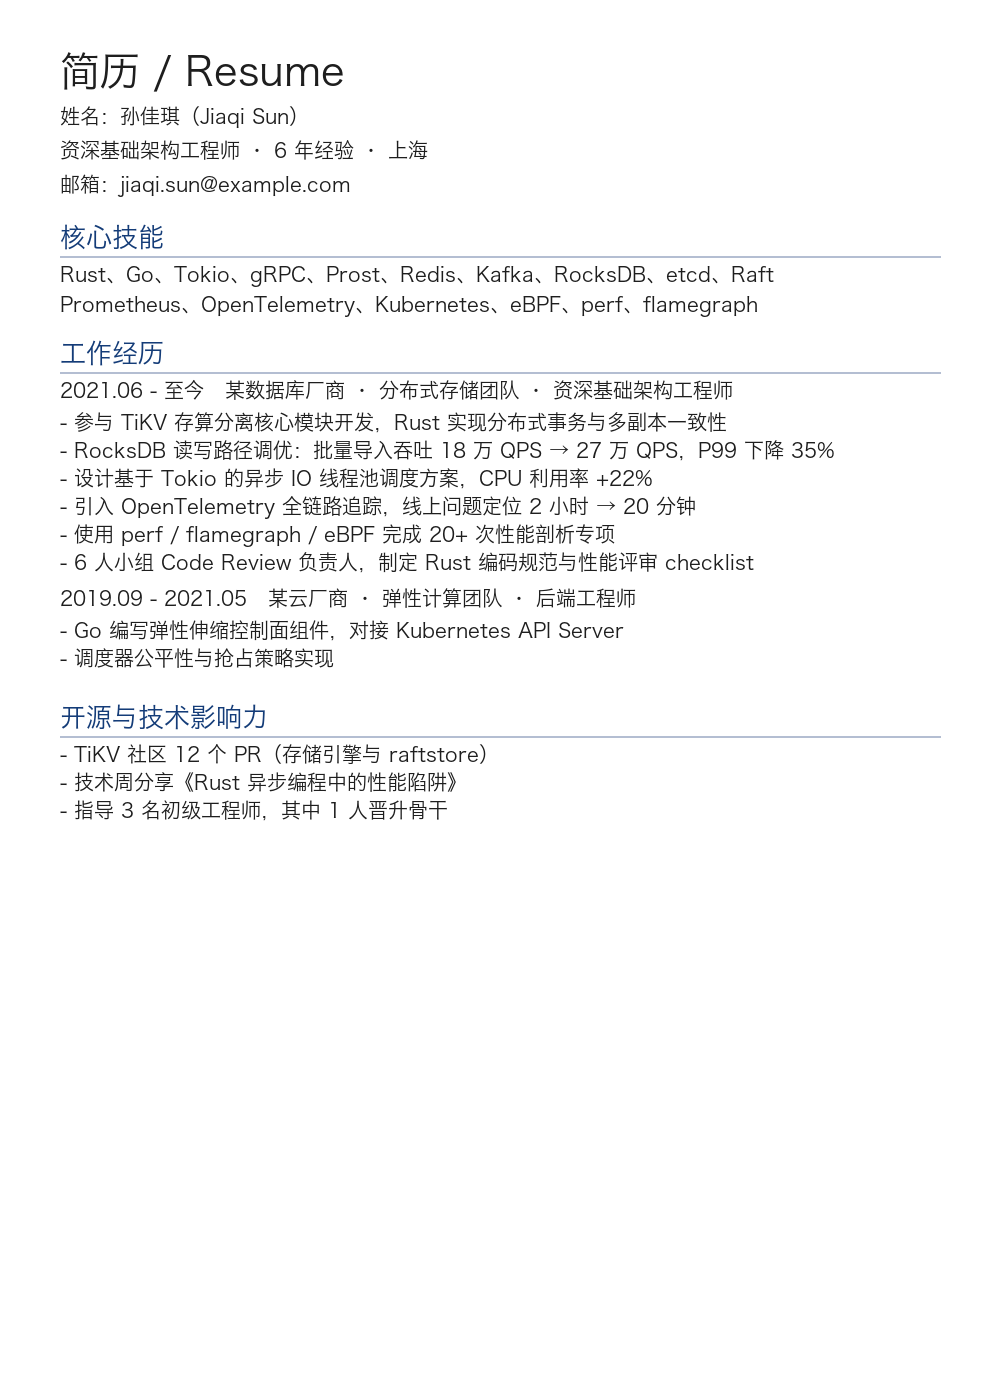 简历 / Resume
姓名：孙佳琪（Jiaqi Sun）
资深基础架构工程师 · 6 年经验 · 上海
邮箱：jiaqi.sun@example.com
核心技能
Rust、Go、Tokio、gRPC、Prost、Redis、Kafka、RocksDB、etcd、Raft
Prometheus、OpenTelemetry、Kubernetes、eBPF、perf、flamegraph
工作经历
2021.06 - 至今　某数据库厂商 · 分布式存储团队 · 资深基础架构工程师
- 参与 TiKV 存算分离核心模块开发，Rust 实现分布式事务与多副本一致性
- RocksDB 读写路径调优：批量导入吞吐 18 万 QPS → 27 万 QPS，P99 下降 35%
- 设计基于 Tokio 的异步 IO 线程池调度方案，CPU 利用率 +22%
- 引入 OpenTelemetry 全链路追踪，线上问题定位 2 小时 → 20 分钟
- 使用 perf / flamegraph / eBPF 完成 20+ 次性能剖析专项
- 6 人小组 Code Review 负责人，制定 Rust 编码规范与性能评审 checklist
2019.09 - 2021.05　某云厂商 · 弹性计算团队 · 后端工程师
- Go 编写弹性伸缩控制面组件，对接 Kubernetes API Server
- 调度器公平性与抢占策略实现
开源与技术影响力
- TiKV 社区 12 个 PR（存储引擎与 raftstore）
- 技术周分享《Rust 异步编程中的性能陷阱》
- 指导 3 名初级工程师，其中 1 人晋升骨干